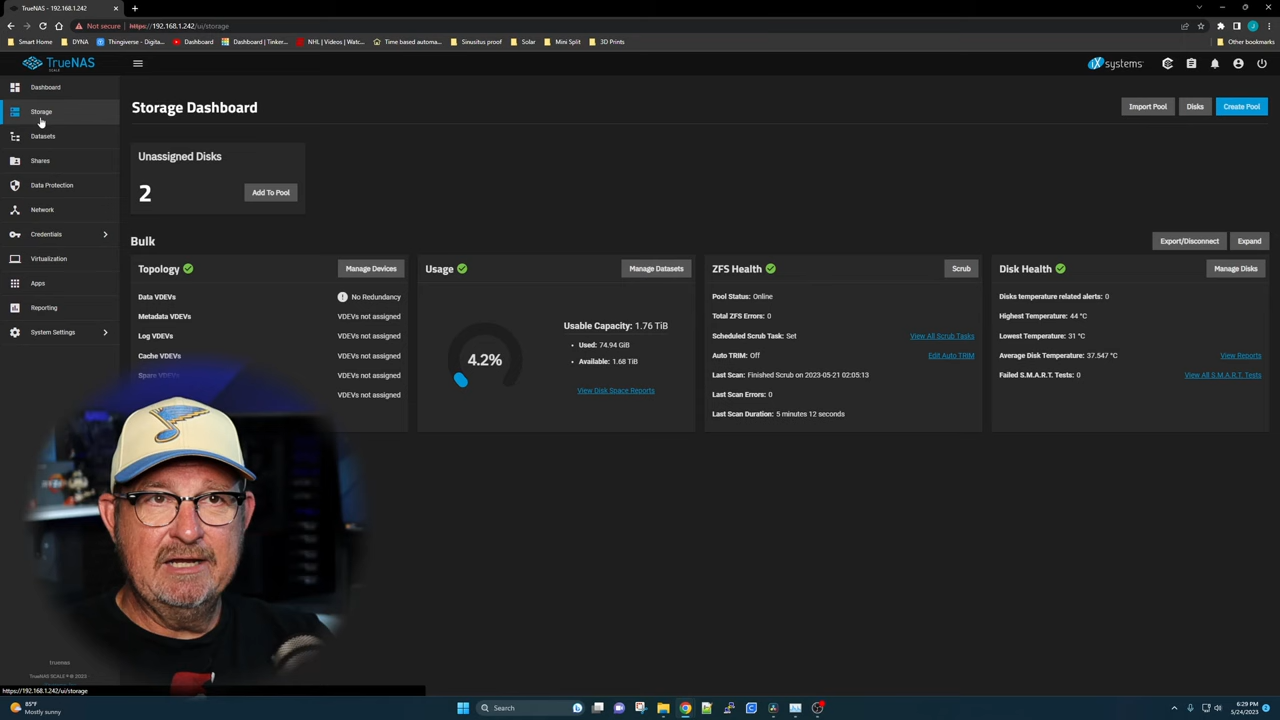 TrueNAS - 192.168.1.242
Not secure
https://192.168.1.242/ui/storage
Smart Home
DYNA
Thingiverse - Digita...
Dashboard
Dashboard | Tinker...
NHL | Videos | Watc...
Time based automa...
Sinusitus proof
Solar
Mini Split
3D Prints
Other bookmarks
TrueNAS
SCALE
iXsystems
Dashboard
Storage
Datasets
Shares
Data Protection
Network
Credentials
Virtualization
Apps
Reporting
System Settings
Storage Dashboard
Import Pool
Disks
Create Pool
Unassigned Disks
2
Add To Pool
Bulk
Export/Disconnect
Expand
Topology
Manage Devices
Data VDEVs
No Redundancy
Metadata VDEVs
VDEVs not assigned
Log VDEVs
VDEVs not assigned
Cache VDEVs
VDEVs not assigned
Spare VDEVs
VDEVs not assigned
VDEVs not assigned
Usage
Manage Datasets
4.2%
Usable Capacity: 1.76 TiB
Used: 74.94 GiB
Available: 1.68 TiB
View Disk Space Reports
ZFS Health
Scrub
Pool Status: Online
Total ZFS Errors: 0
Scheduled Scrub Task: Set
View All Scrub Tasks
Auto TRIM: Off
Edit Auto TRIM
Last Scan: Finished Scrub on 2023-05-21 02:05:13
Last Scan Errors: 0
Last Scan Duration: 5 minutes 12 seconds
Disk Health
Manage Disks
Disks temperature related alerts: 0
Highest Temperature: 44 °C
Lowest Temperature: 31 °C
Average Disk Temperature: 37.547 °C
View Reports
Failed S.M.A.R.T. Tests: 0
View All S.M.A.R.T. Tests
truenas
TrueNAS SCALE ® © 2023
https://192.168.1.242/ui/storage
85°F
Mostly sunny
Search
6:29 PM
5/24/2023